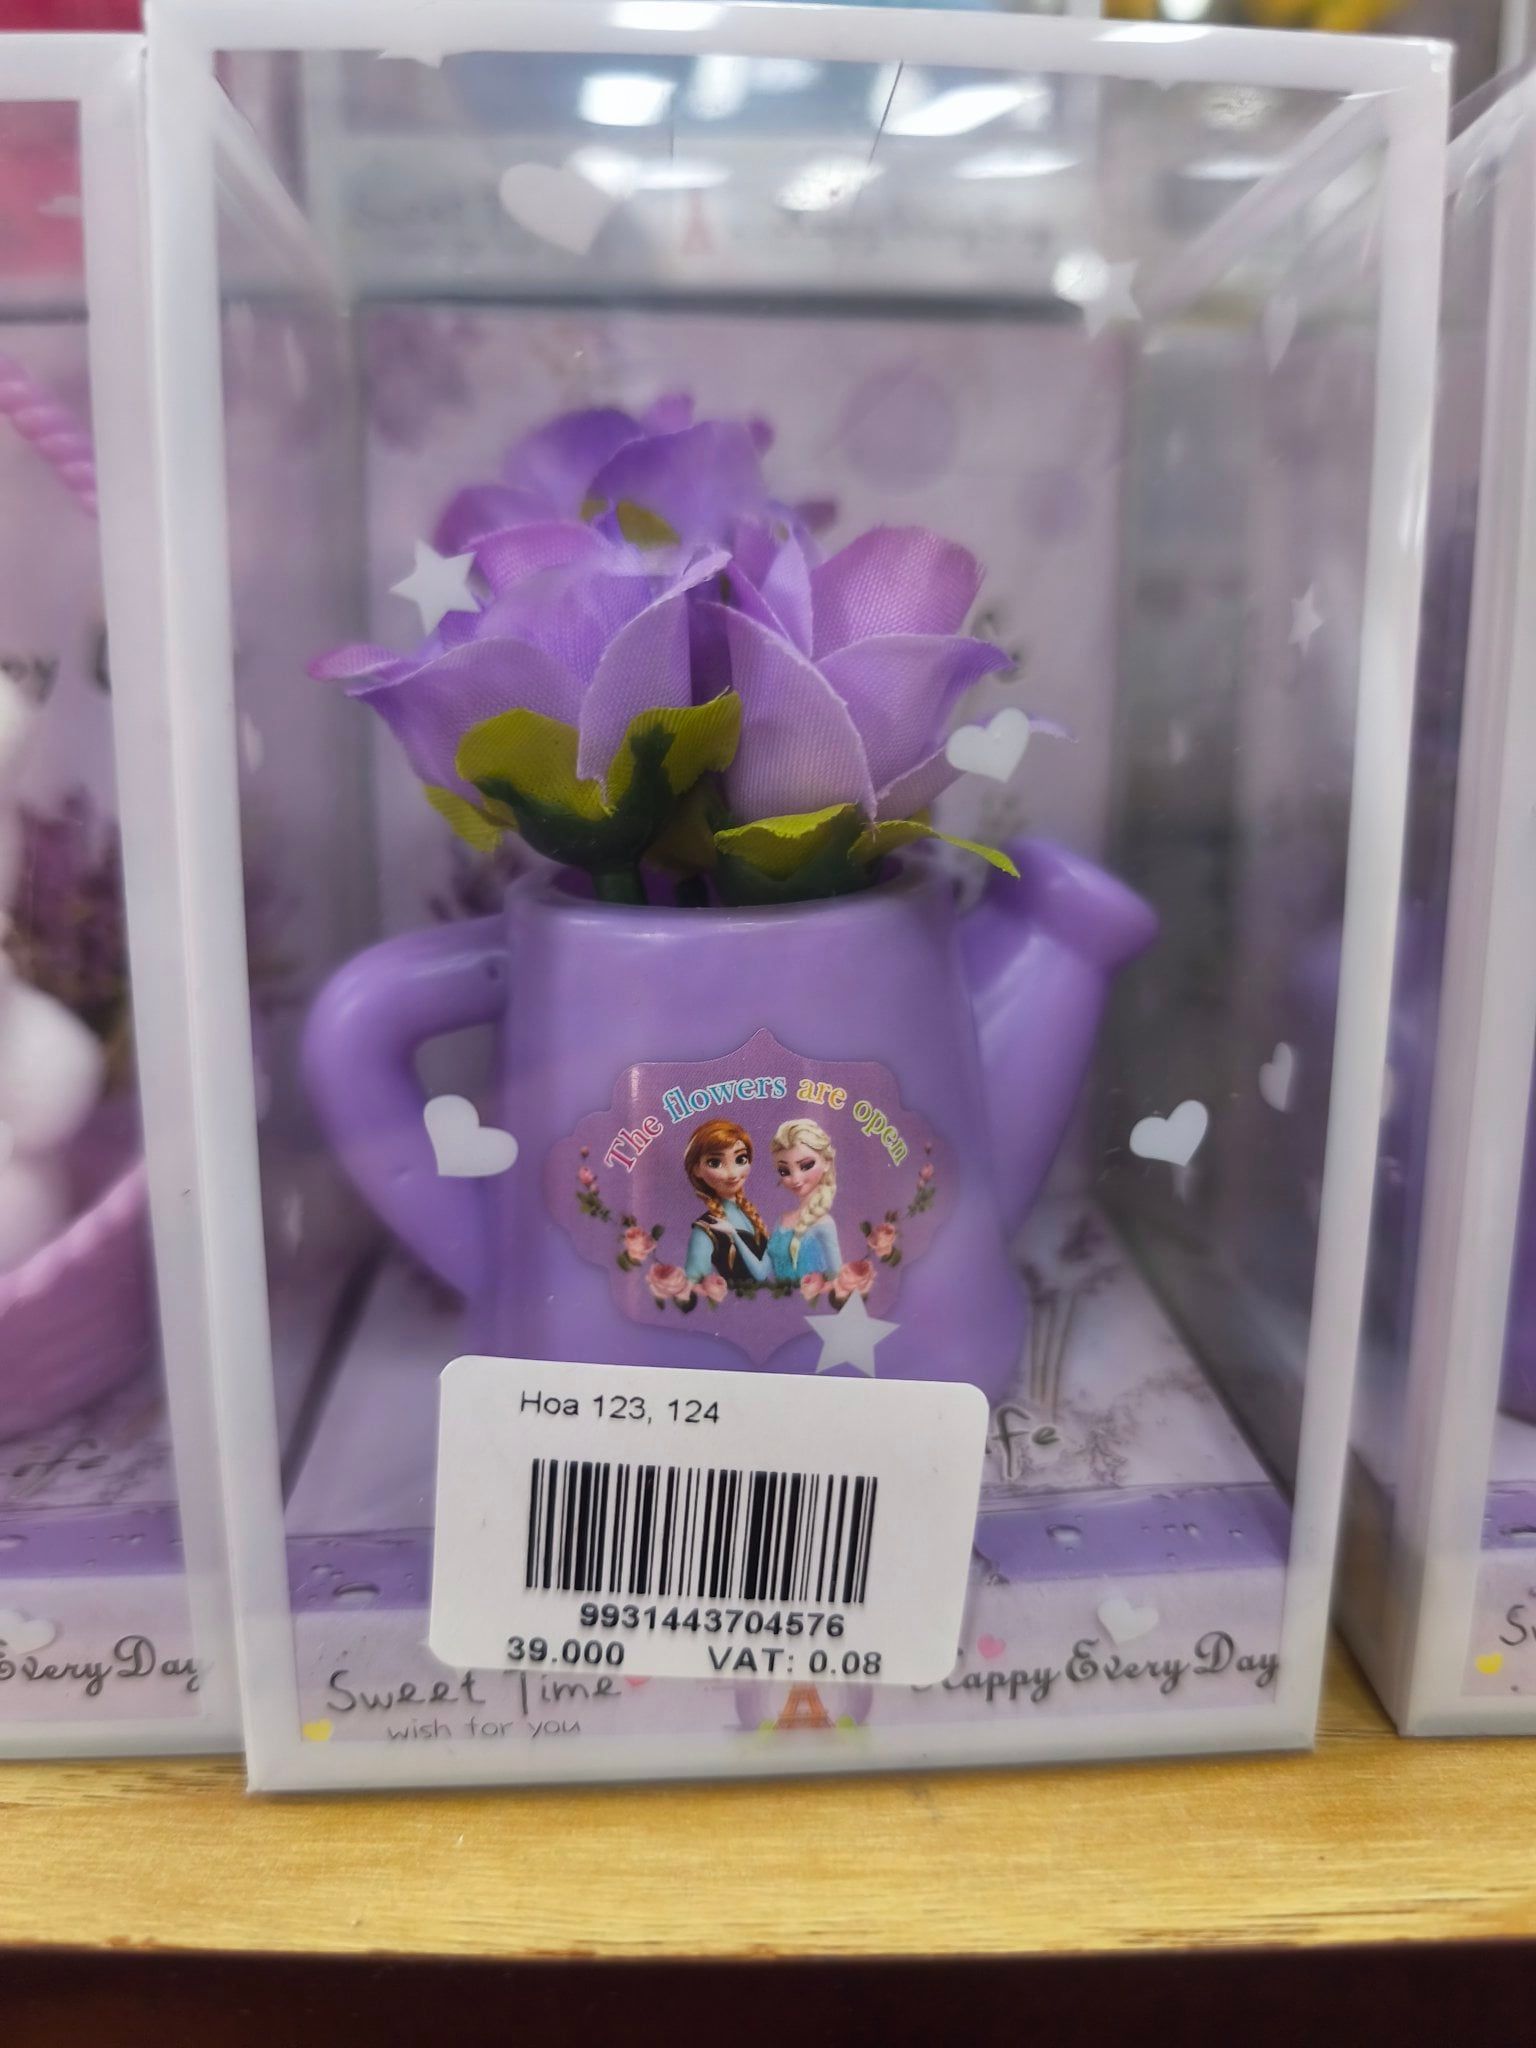 The flowers are open
Hoa 123, 124
9931443704576
39.000 VAT: 0.08
Sweet Time
wish for you
Happy Every Day
Every Day